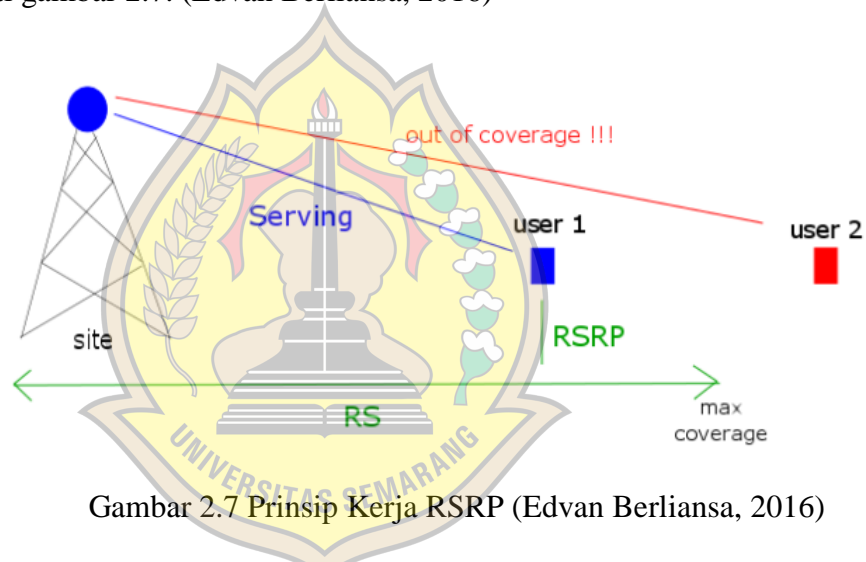 out of coverage !!!
Serving
user 1
user 2
site
RSRP
RS
max
coverage
UNIVERSITAS SEMARANG
Gambar 2.7 Prinsip Kerja RSRP (Edvan Berliansa, 2016)